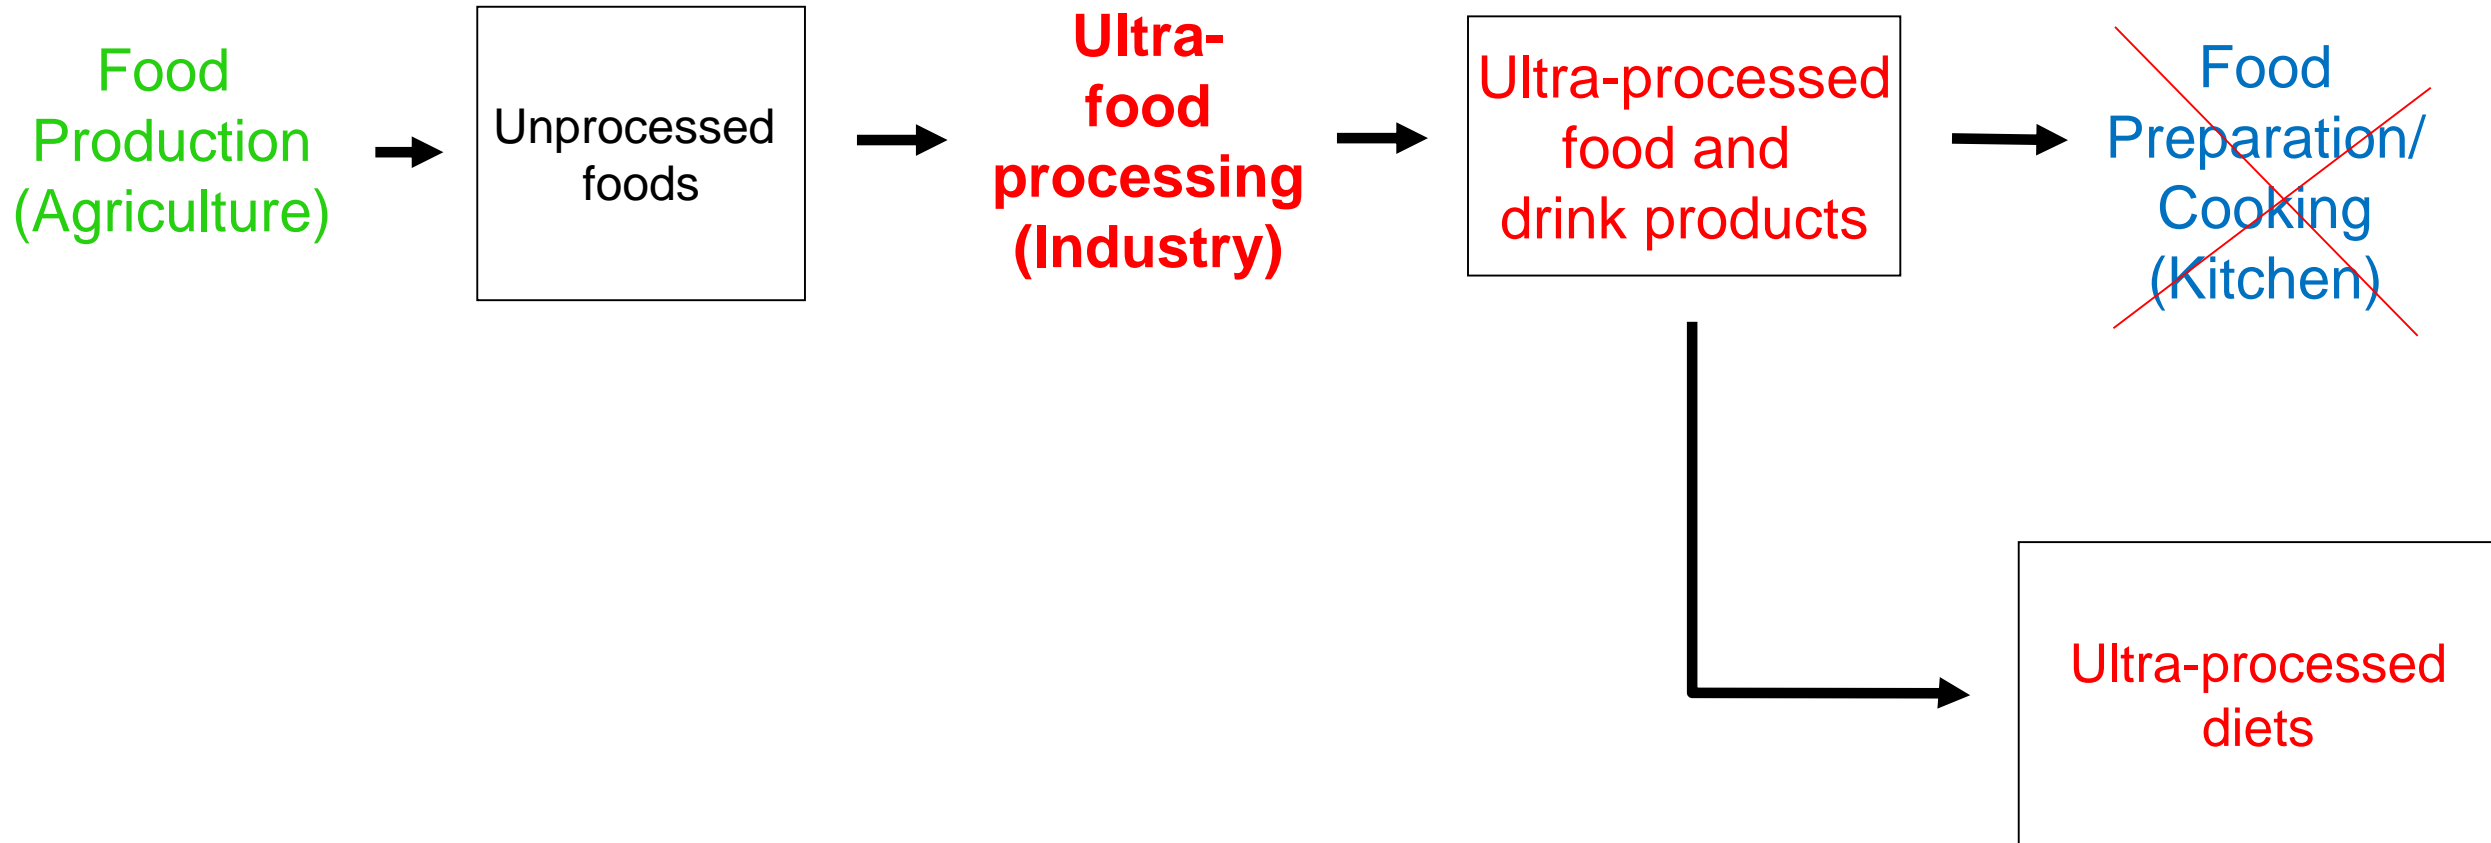 Food
Production
(Agriculture)
Unprocessed
foods
Ultra-
food
processing
(Industry)
Ultra-processed
food and
drink products
Food
Preparation/
Cooking
(Kitchen)
Ultra-processed
diets